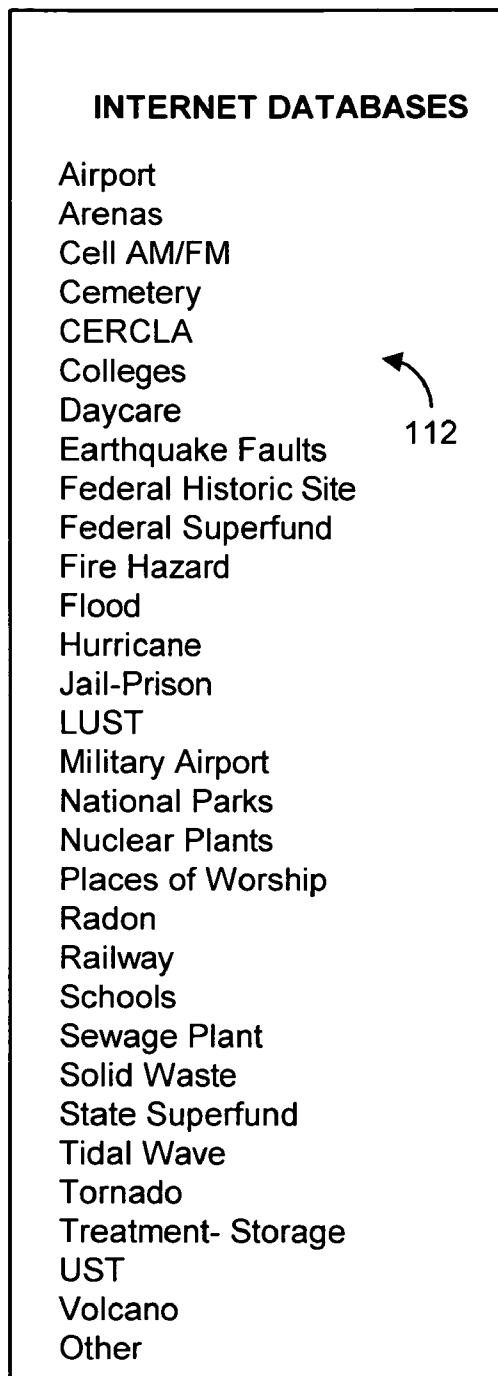 INTERNET DATABASES
Airport
Arenas
Cell AM/FM
Cemetery
CERCLA
Colleges
Daycare
112
Earthquake Faults
Federal Historic Site
Federal Superfund
Fire Hazard
Flood
Hurricane
Jail-Prison
LUST
Military Airport
National Parks
Nuclear Plants
Places of Worship
Radon
Railway
Schools
Sewage Plant
Solid Waste
State Superfund
Tidal Wave
Tornado
Treatment- Storage
UST
Volcano
Other